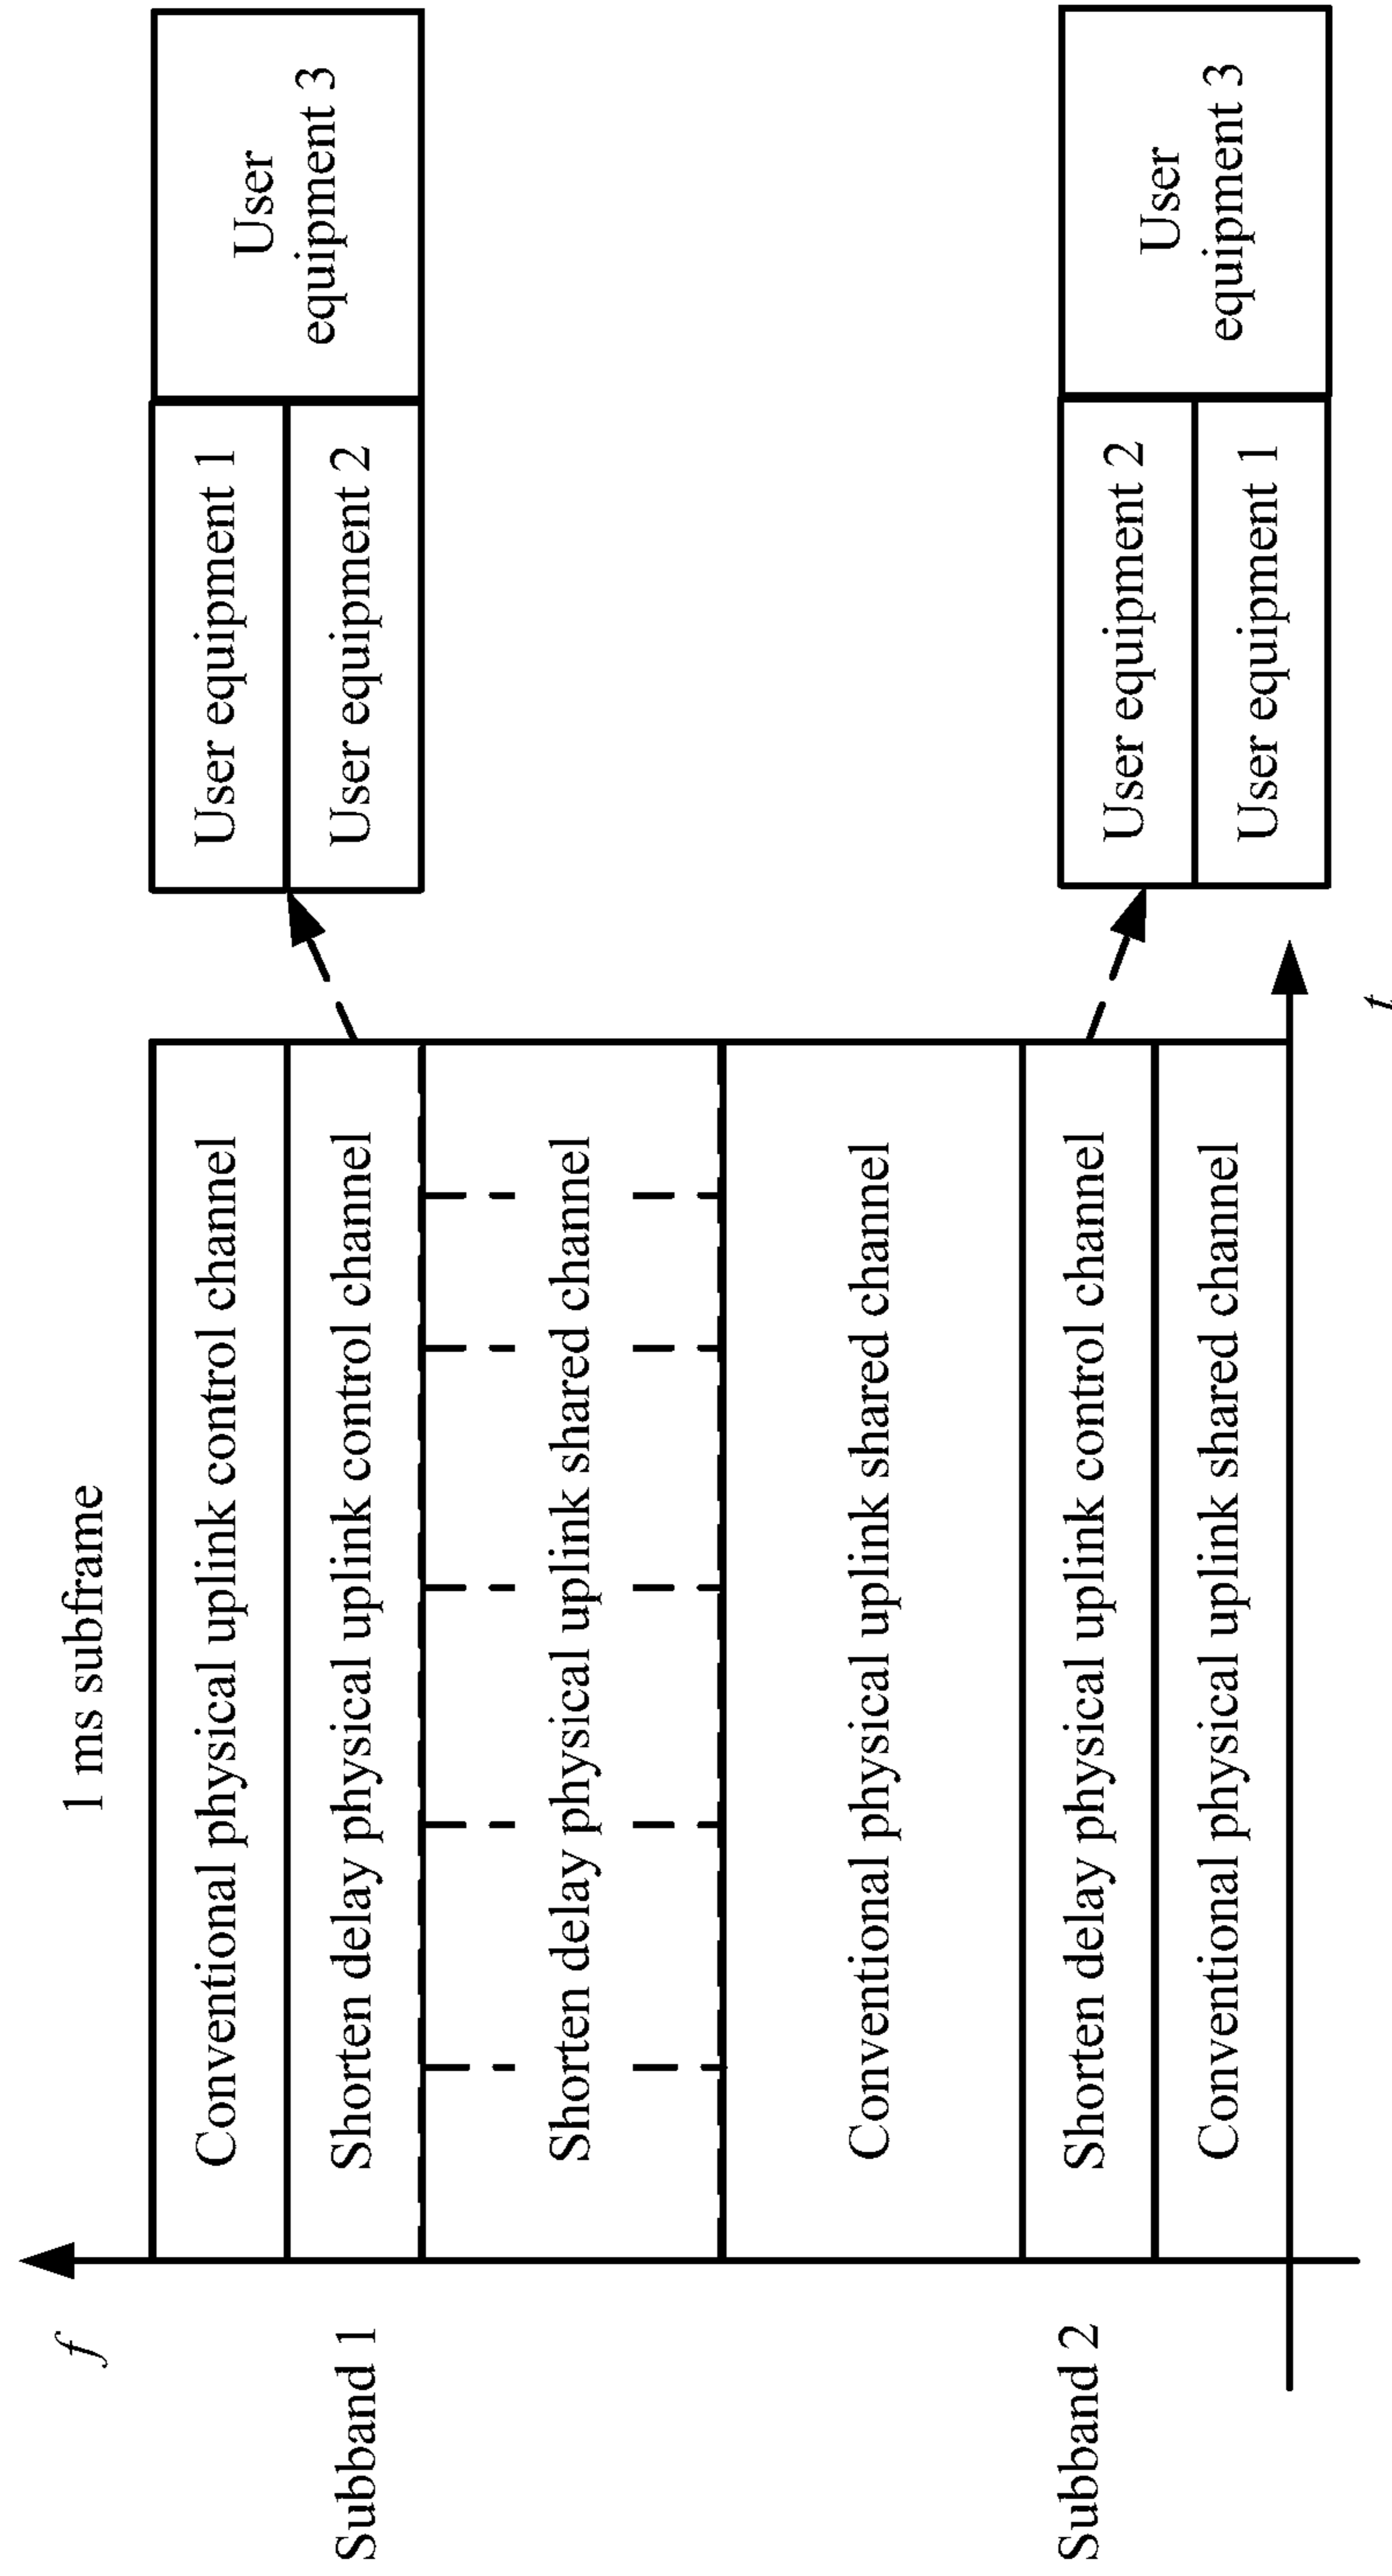 1 ms subframe
f
Conventional physical uplink control channel
Subband 1
Shorten delay physical uplink control channel
Shorten delay physical uplink shared channel
Conventional physical uplink shared channel
Subband 2
Shorten delay physical uplink control channel
Conventional physical uplink shared channel
t
User equipment 1
User equipment 2
User
equipment 3
User equipment 2
User equipment 1
User
equipment 3